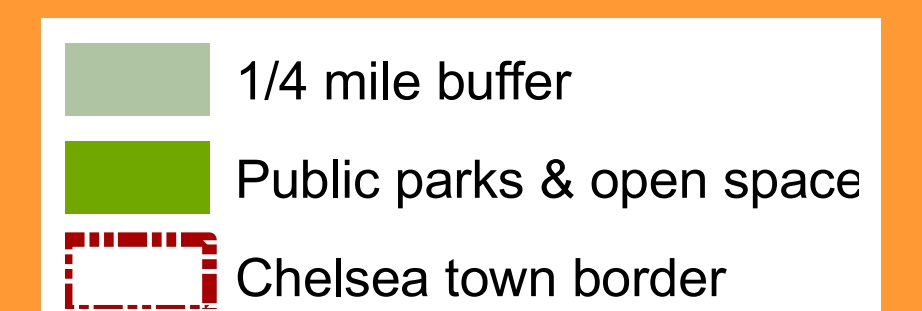 1/4 mile buffer
Public parks & open space
Chelsea town border